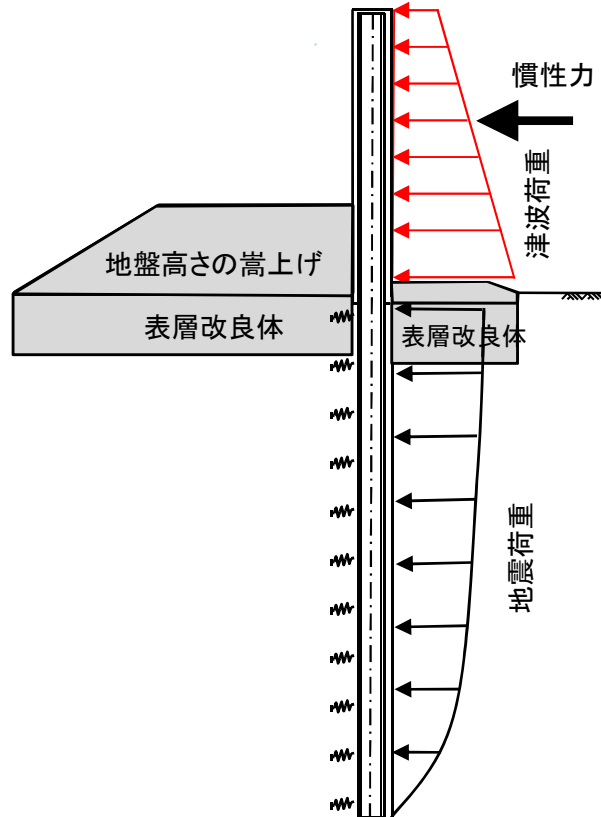 慣性力
津波荷重
地盤高さの嵩上げ
表層改良体
表層改良体
地震荷重